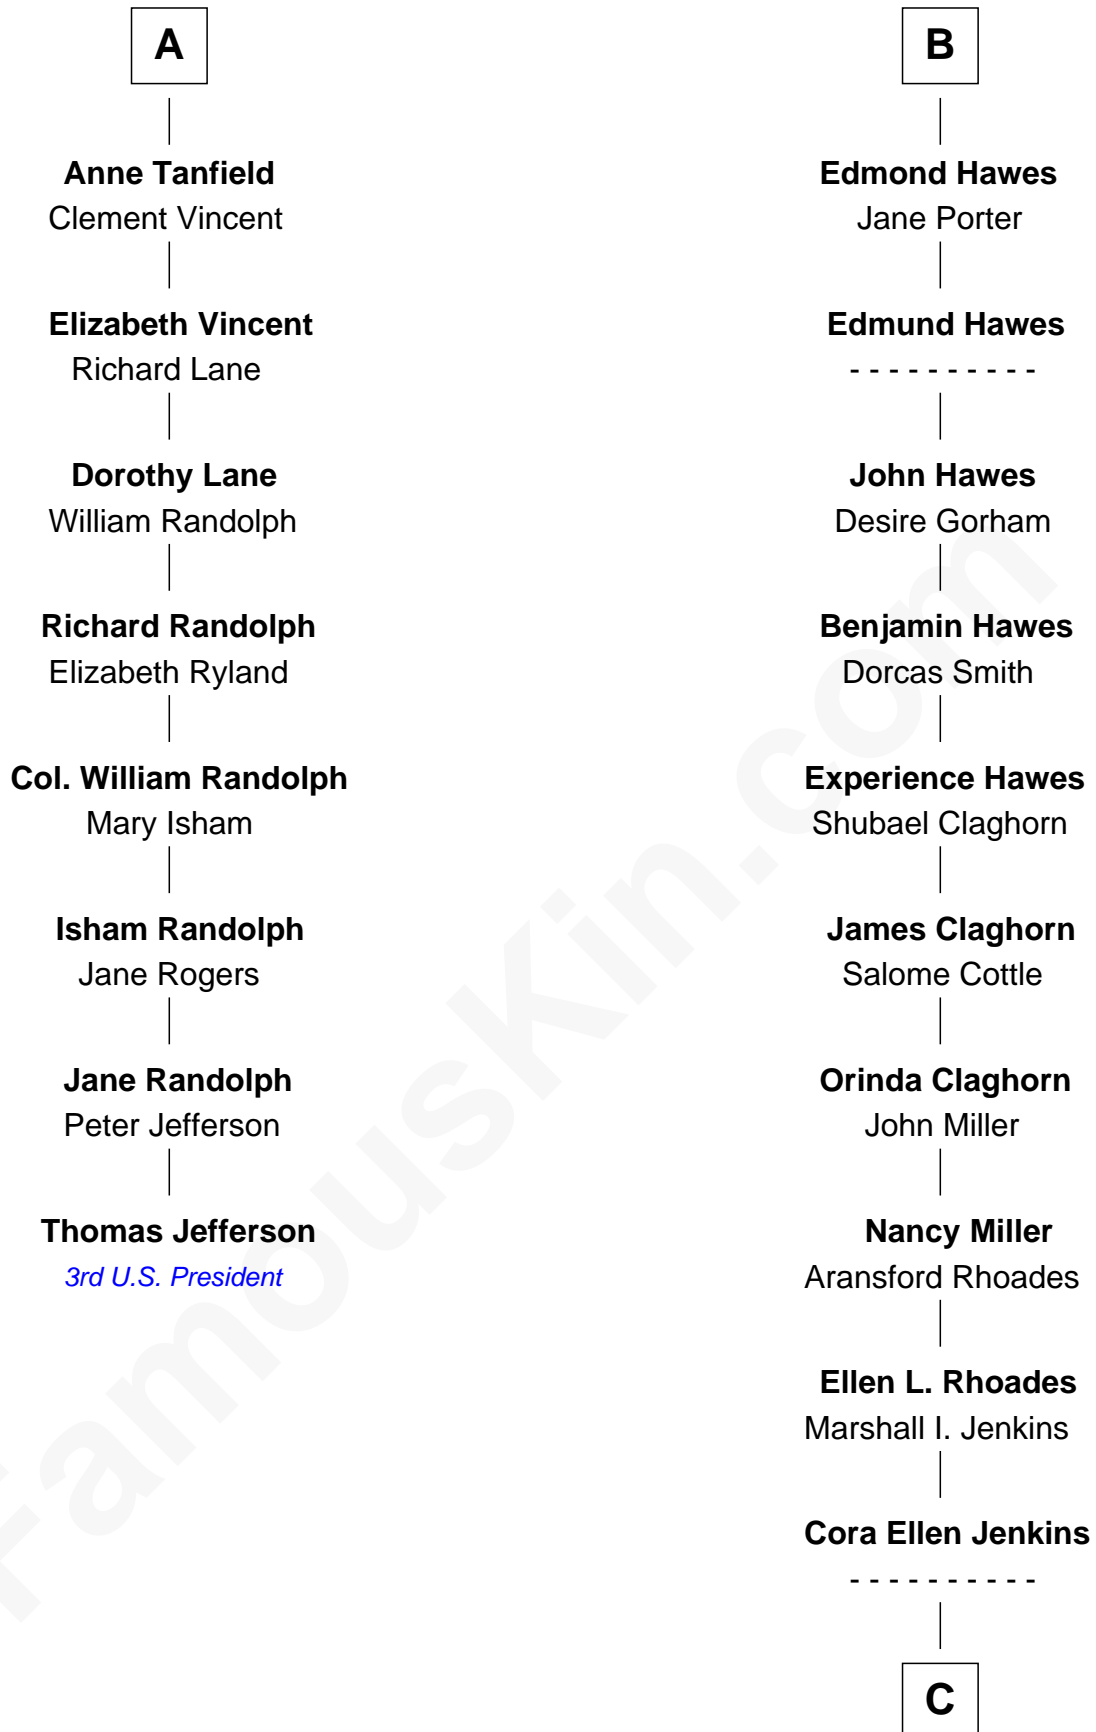 A
Anne Tanfield
Clement Vincent
Elizabeth Vincent
Richard Lane
Dorothy Lane
William Randolph
Richard Randolph
Elizabeth Ryland
Col. William Randolph
Mary Isham
Isham Randolph
Jane Rogers
Jane Randolph
Peter Jefferson
Thomas Jefferson
3rd U.S. President
B
Edmond Hawes
Jane Porter
Edmund Hawes
- - - - - - - - - -
John Hawes
Desire Gorham
Benjamin Hawes
Dorcas Smith
Experience Hawes
Shubael Claghorn
James Claghorn
Salome Cottle
Orinda Claghorn
John Miller
Nancy Miller
Aransford Rhoades
Ellen L. Rhoades
Marshall I. Jenkins
Cora Ellen Jenkins
- - - - - - - - - -
C
FamousKin.com